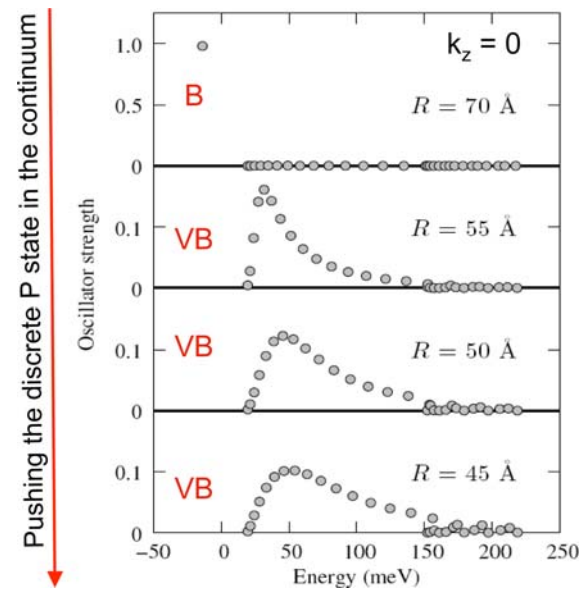 Pushing the discrete P state in the continuum
Oscillator strength
1.0
0.5
0
0.1
0
0.1
0
0.1
0
k_z = 0
B
R = 70 Å
VB
R = 55 Å
VB
R = 50 Å
VB
R = 45 Å
−50
0
50
100
150
200
250
Energy (meV)